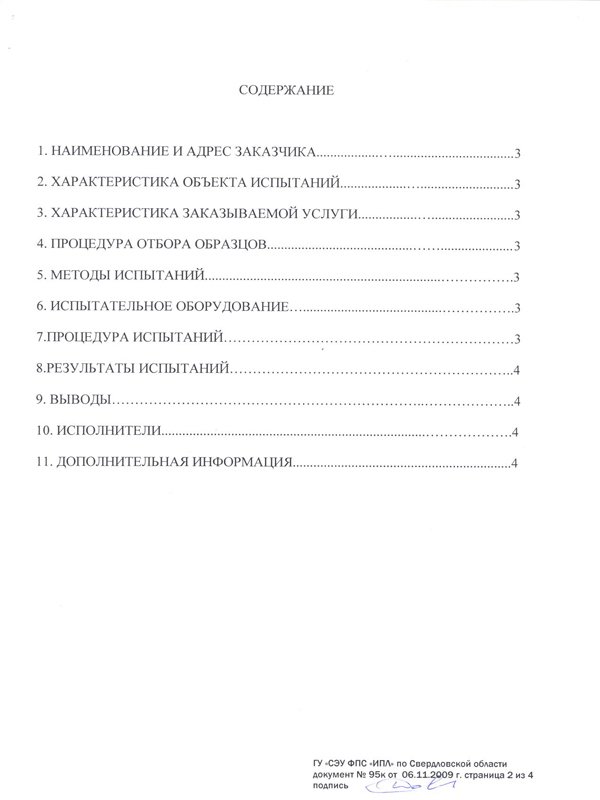 СОДЕРЖАНИЕ
1. НАИМЕНОВАНИЕ И АДРЕС ЗАКАЗЧИКА........................................................3
2. ХАРАКТЕРИСТИКА ОБЪЕКТА ИСПЫТАНИЙ..................…............................3
3. ХАРАКТЕРИСТИКА ЗАКАЗЫВАЕМОЙ УСЛУГИ..............…..........................3
4. ПРОЦЕДУРА ОТБОРА ОБРАЗЦОВ..............................................….................3
5. МЕТОДЫ ИСПЫТАНИЙ....................................................................……………….3
6. ИСПЫТАТЕЛЬНОЕ ОБОРУДОВАНИЕ…..........................................……………….3
7.ПРОЦЕДУРА ИСПЫТАНИЙ……………………………………………...……………….3
8.РЕЗУЛЬТАТЫ ИСПЫТАНИЙ……………………………………………...……………….4
9. ВЫВОДЫ……………………………………………………………………...……………….4
10. ИСПОЛНИТЕЛИ...........................................................................……………………….4
11. ДОПОЛНИТЕЛЬНАЯ ИНФОРМАЦИЯ..............................................................4
ГУ «СЭУ ФПС «ИПЛ» по Свердловской области
документ № 95к от 06.11.2009 г. страница 2 из 4
подпись